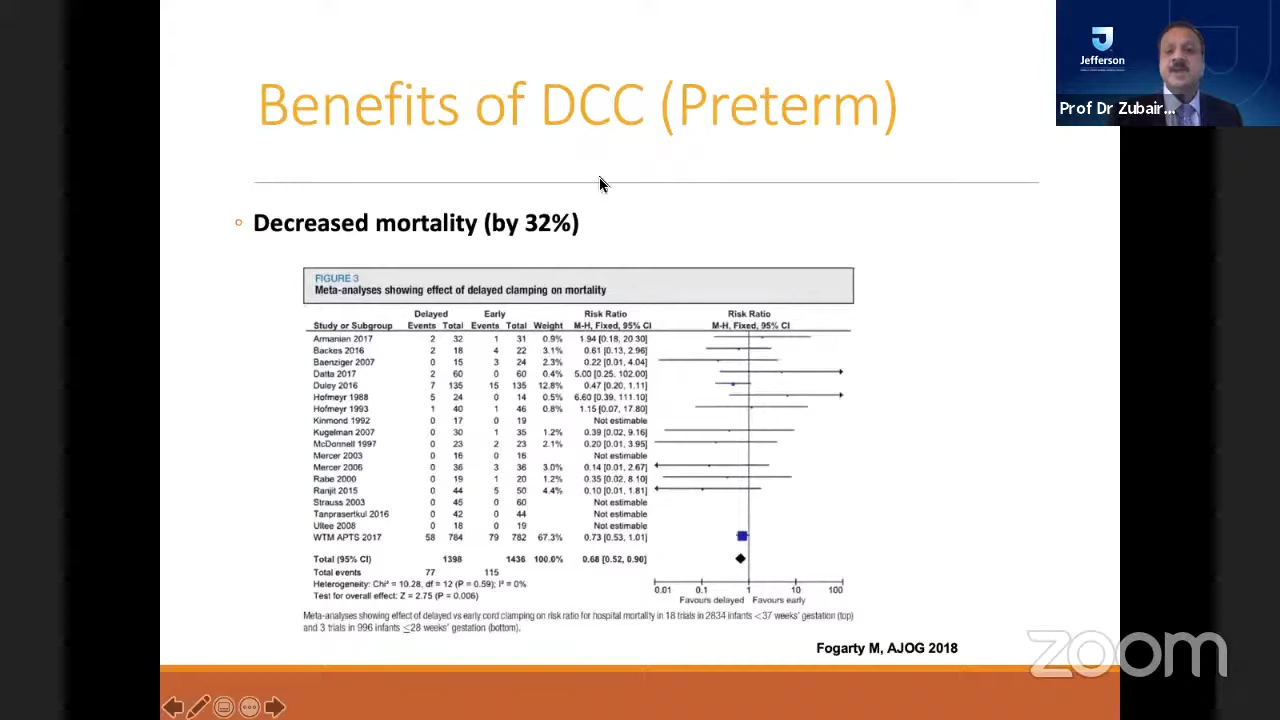 Benefits of DCC (Preterm)
Jefferson
Prof Dr Zubair...
Decreased mortality (by 32%)
FIGURE 3
Meta-analyses showing effect of delayed clamping on mortality
Delayed Early Risk Ratio Risk Ratio
Study or Subgroup Events Total Events Total Weight M-H, Fixed, 95% CI M-H, Fixed, 95% CI
Armanian 2017 2 32 1 31 0.9% 1.94 [0.18, 20.30]
Backes 2016 2 18 4 22 3.1% 0.61 [0.13, 2.96]
Baenziger 2007 0 15 3 24 2.3% 0.22 [0.01, 4.04]
Datta 2017 2 60 0 60 0.4% 5.00 [0.25, 102.00]
Duley 2016 7 135 15 135 12.8% 0.47 [0.20, 1.11]
Hofmeyr 1988 5 24 0 14 0.5% 6.60 [0.39, 111.10]
Hofmeyr 1993 1 40 1 46 0.8% 1.15 [0.07, 17.80]
Kinmond 1992 0 17 0 19 Not estimable
Kugelman 2007 0 30 1 35 1.2% 0.39 [0.02, 9.16]
McDonnell 1997 0 23 2 23 2.1% 0.20 [0.01, 3.95]
Mercer 2003 0 16 0 16 Not estimable
Mercer 2006 0 36 3 36 3.0% 0.14 [0.01, 2.67]
Rabe 2000 0 19 1 20 1.2% 0.35 [0.02, 8.10]
Ranjit 2015 0 44 5 50 4.4% 0.10 [0.01, 1.81]
Strauss 2003 0 45 0 60 Not estimable
Tanprasertkul 2016 0 42 0 44 Not estimable
Ultee 2008 0 18 0 19 Not estimable
WTM APTS 2017 58 784 79 782 67.3% 0.73 [0.53, 1.01]
Total (95% CI) 1398 1436 100.0% 0.68 [0.52, 0.90]
Total events 77 115
Heterogeneity: Chi² = 10.28, df = 12 (P = 0.59); I² = 0%
Test for overall effect: Z = 2.75 (P = 0.006)
0.01 0.1 1 10 100
Favours delayed Favours early
Meta-analyses showing effect of delayed vs early cord clamping on risk ratio for hospital mortality in 18 trials in 2834 infants <37 weeks' gestation (top)
and 3 trials in 996 infants ≤28 weeks' gestation (bottom).
Fogarty M, AJOG 2018
zoom